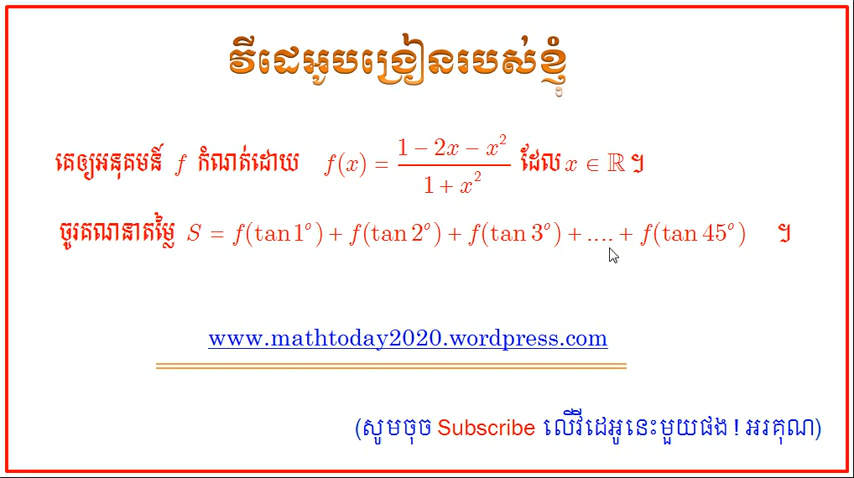 វីដេអូបង្រៀនរបស់ខ្ញុំ
គេឲ្យអនុគមន៍ f កំណត់ដោយ f(x) = (1 − 2x − x²)/(1 + x²) ដែល x ∈ ℝ ។
ចូរគណនាតម្លៃ S = f(tan 1°) + f(tan 2°) + f(tan 3°) + .... + f(tan 45°) ។
www.mathtoday2020.wordpress.com
(សូមចុច Subscribe លើវីដេអូនេះមួយផង ! អរគុណ)